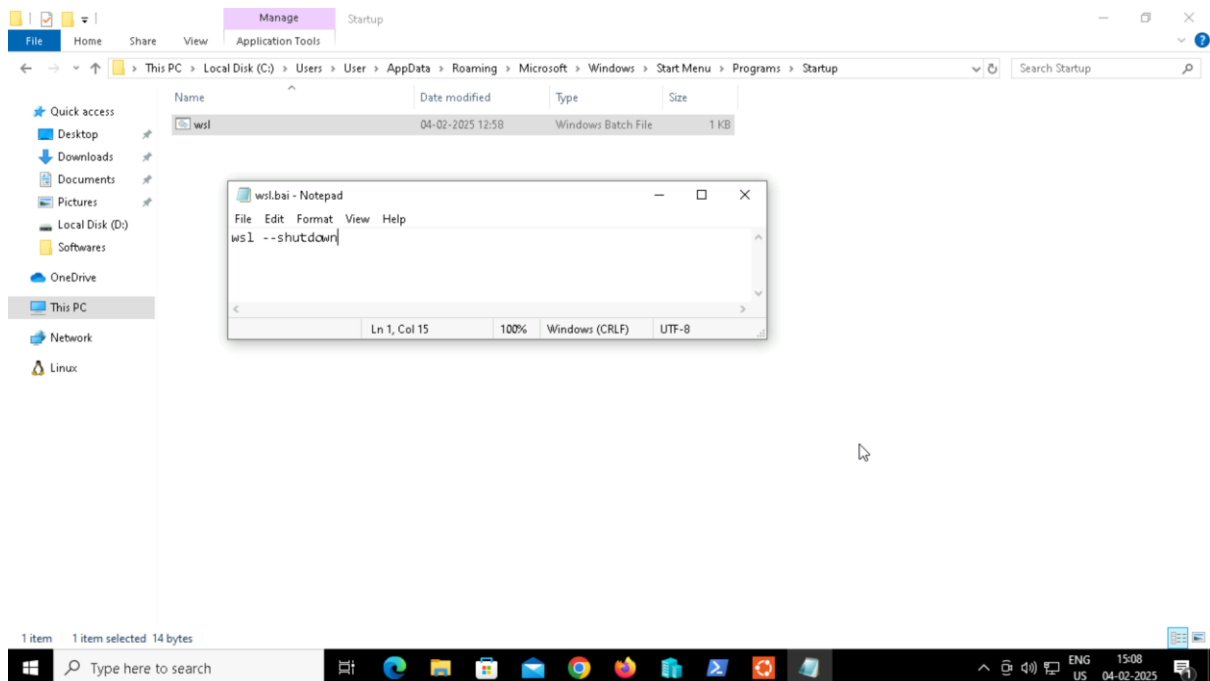 Manage
Startup
File
Home
Share
View
Application Tools
This PC > Local Disk (C:) > Users > User > AppData > Roaming > Microsoft > Windows > Start Menu > Programs > Startup
Search Startup
Name
Date modified
Type
Size
Quick access
Desktop
Downloads
Documents
Pictures
Local Disk (D:)
Softwares
OneDrive
This PC
Network
Linux
wsl
04-02-2025 12:58
Windows Batch File
1 KB
wsl.bai - Notepad
File Edit Format View Help
wsl --shutdown
Ln 1, Col 15
100%
Windows (CRLF)
UTF-8
1 item
1 item selected 14 bytes
Type here to search
ENG
US
15:08
04-02-2025
1